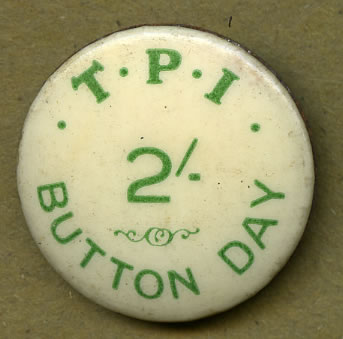 · T · P · I ·
2/-
BUTTON DAY